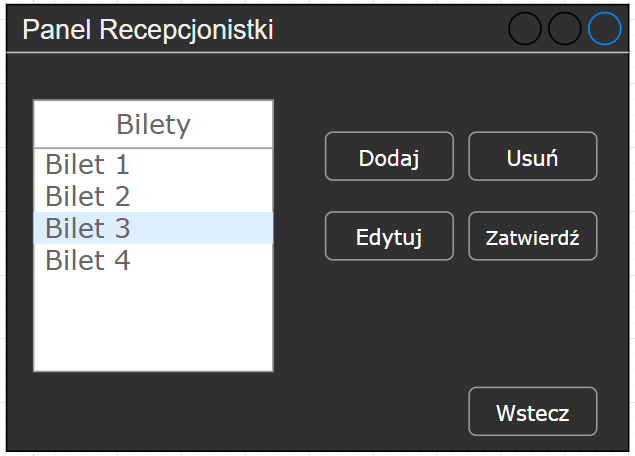 Panel Recepcjonistki
Bilety
Bilet 1
Bilet 2
Bilet 3
Bilet 4
Dodaj
Usuń
Edytuj
Zatwierdź
Wstecz